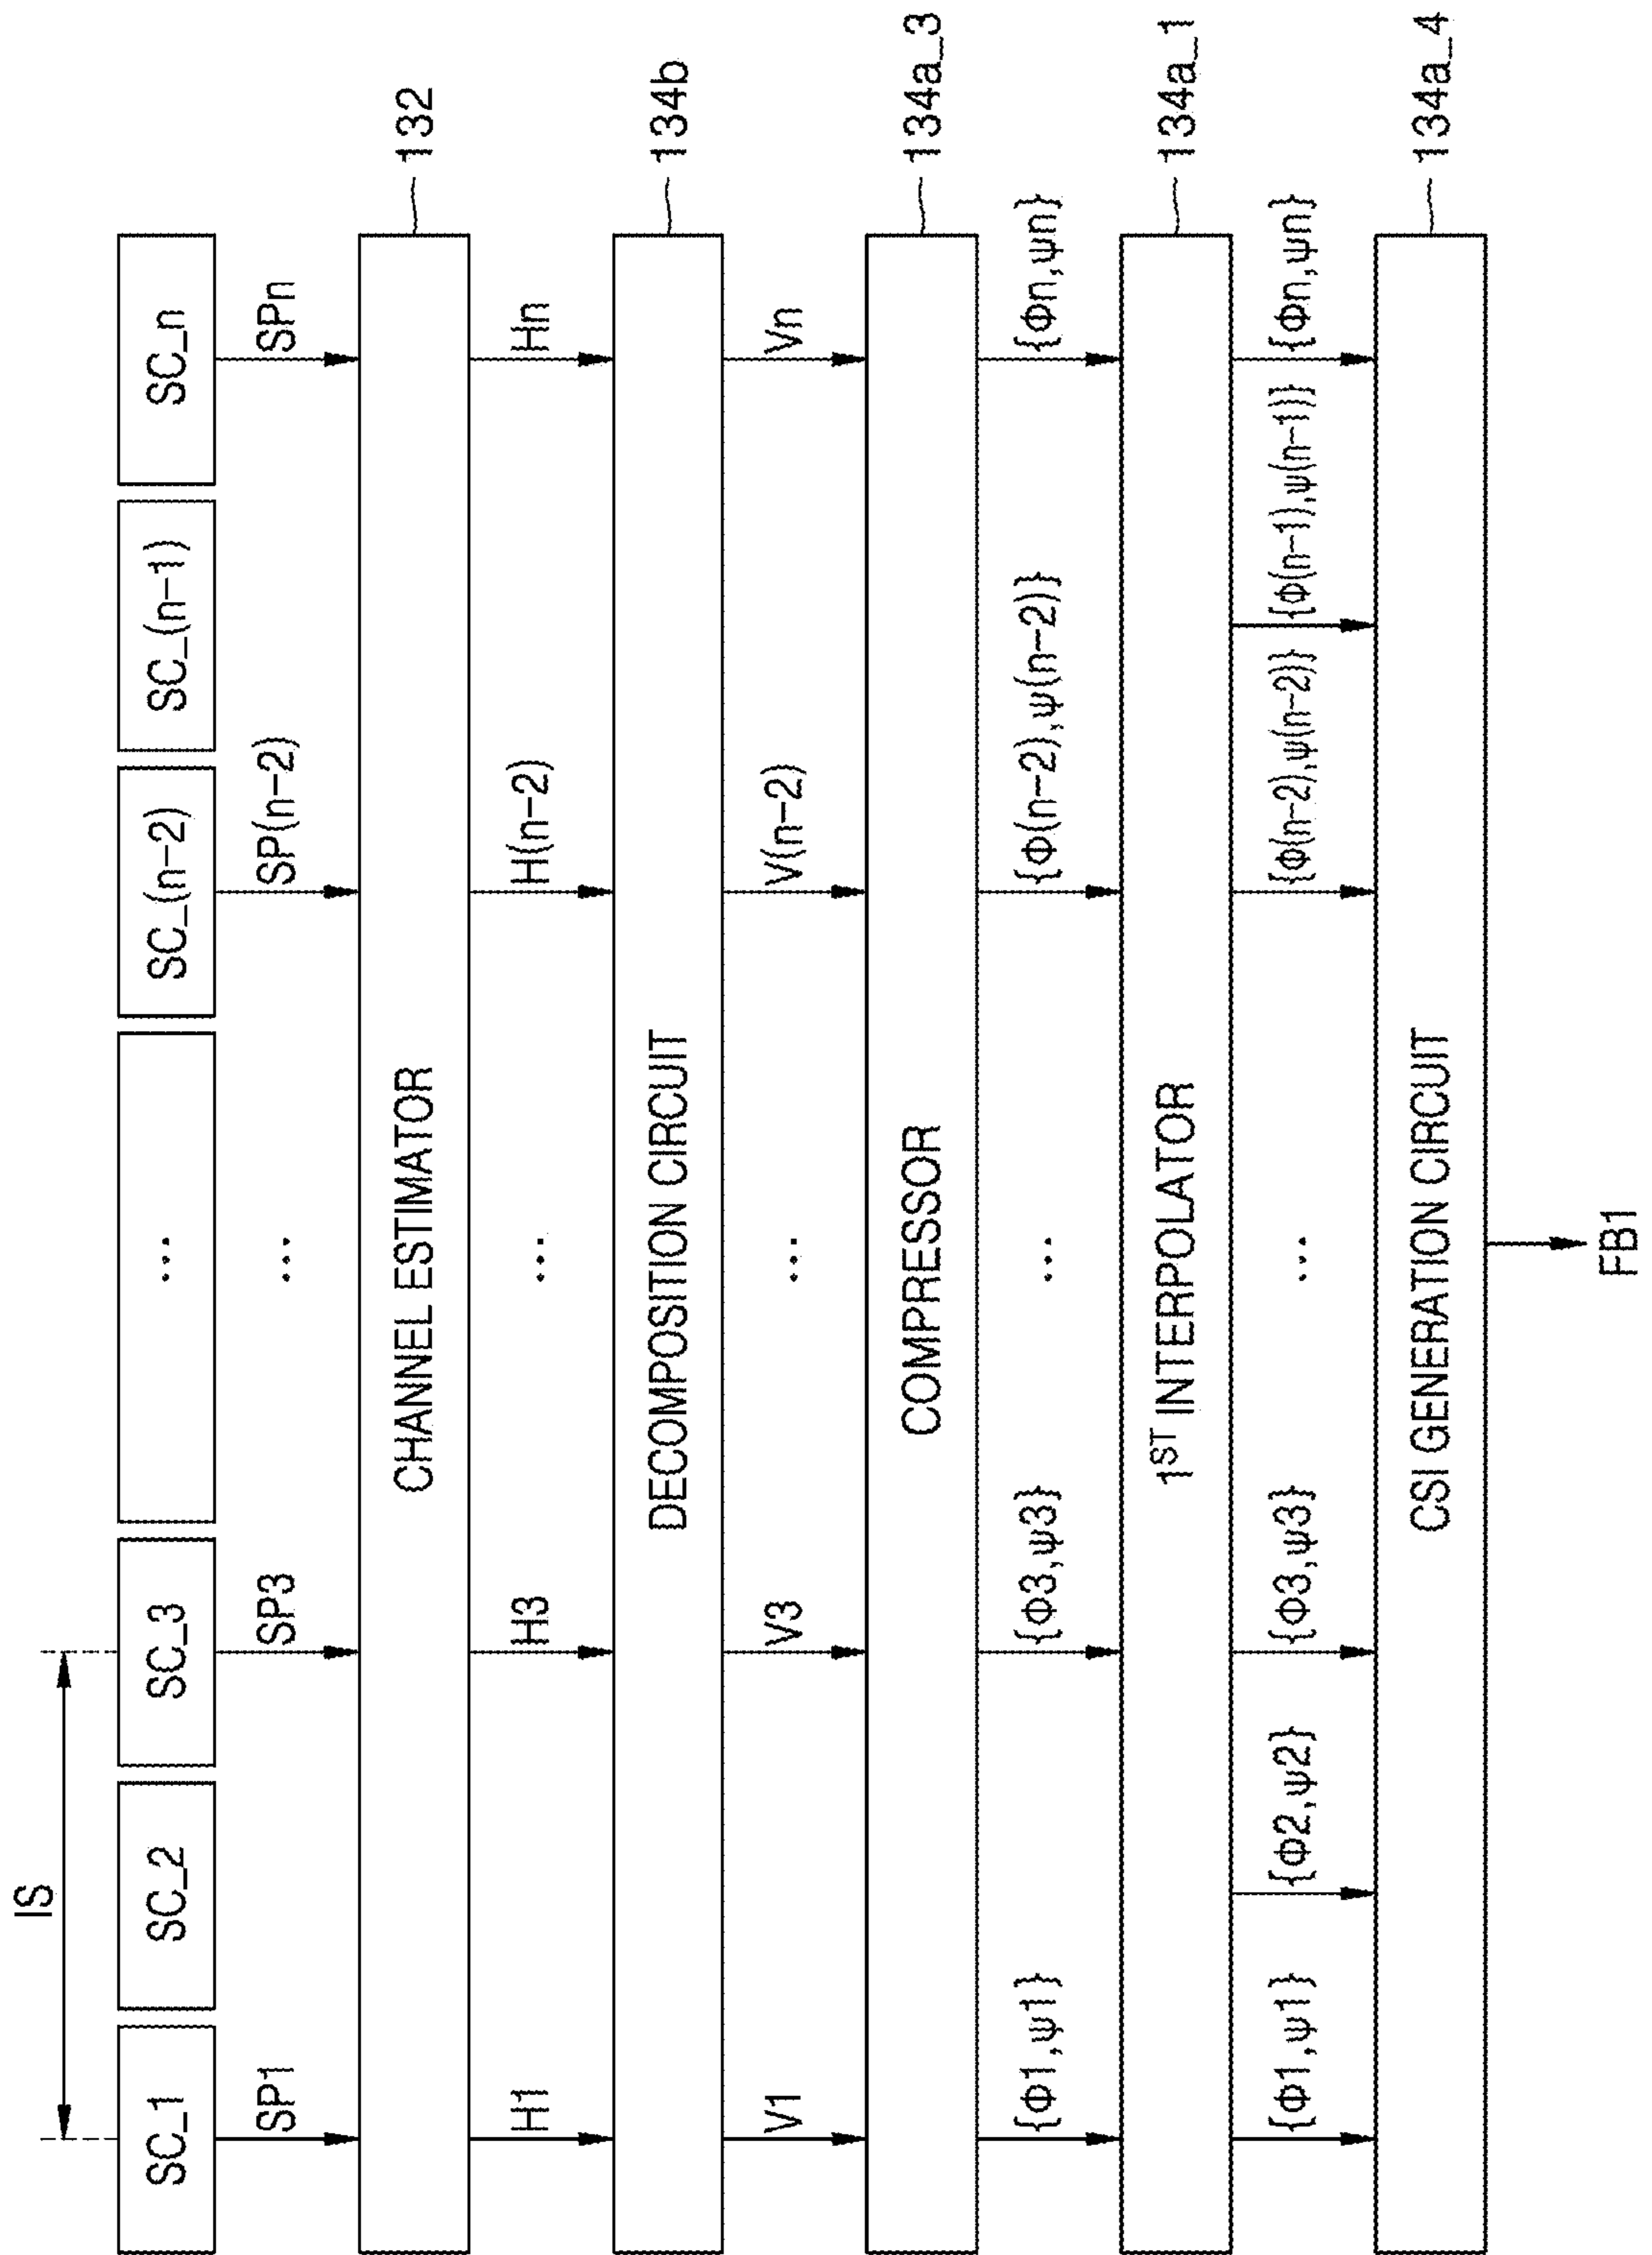 IS
SC_1 SC_2 SC_3 ... SC_(n-2) SC_(n-1) SC_n
SP1 SP3 ... SP(n-2) SPn
CHANNEL ESTIMATOR 132
H1 H3 ... H(n-2) Hn
DECOMPOSITION CIRCUIT 134b
V1 V3 ... V(n-2) Vn
COMPRESSOR 134a_3
{Φ1,ψ1} {Φ3,ψ3} ... {Φ(n-2),ψ(n-2)} {Φn,ψn}
1ST INTERPOLATOR 134a_1
{Φ1,ψ1} {Φ2,ψ2} {Φ3,ψ3} ... {Φ(n-2),ψ(n-2)} {Φ(n-1),ψ(n-1)} {Φn,ψn}
CSI GENERATION CIRCUIT 134a_4
FB1